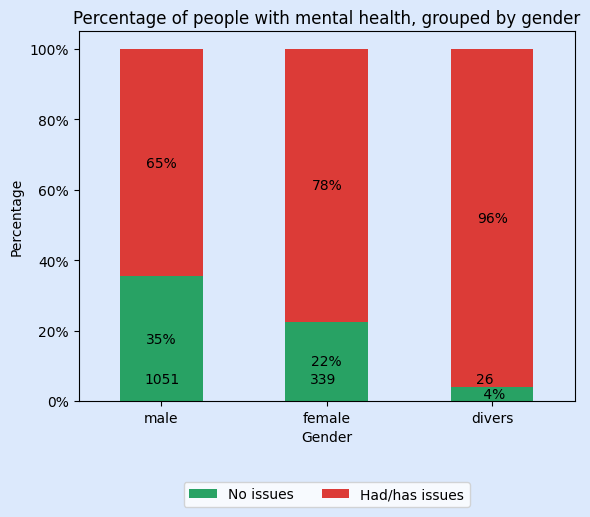 Percentage of people with mental health, grouped by gender
100%
80%
60%
40%
20%
0%
Percentage
65%
78%
96%
35%
22%
4%
1051
339
26
male
female
divers
Gender
No issues
Had/has issues